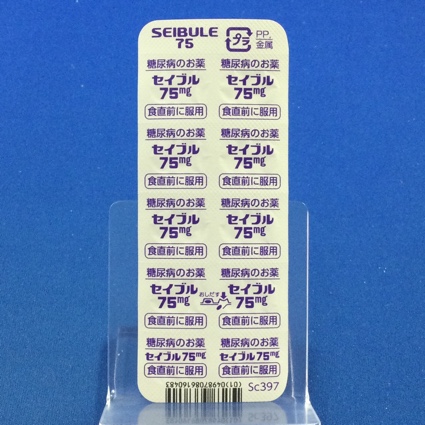 SEIBULE
75
プラ
PP,
金属
糖尿病のお薬 糖尿病のお薬
セイブル セイブル
75mg 75mg
食直前に服用 食直前に服用
糖尿病のお薬 糖尿病のお薬
セイブル セイブル
75mg 75mg
食直前に服用 食直前に服用
糖尿病のお薬 糖尿病のお薬
セイブル セイブル
75mg 75mg
食直前に服用 食直前に服用
糖尿病のお薬 糖尿病のお薬
セイブル おしだす セイブル
75mg 75mg
食直前に服用 食直前に服用
糖尿病のお薬 糖尿病のお薬
セイブル75mg セイブル75mg
食直前に服用 食直前に服用
(01)04987086160483
Sc397